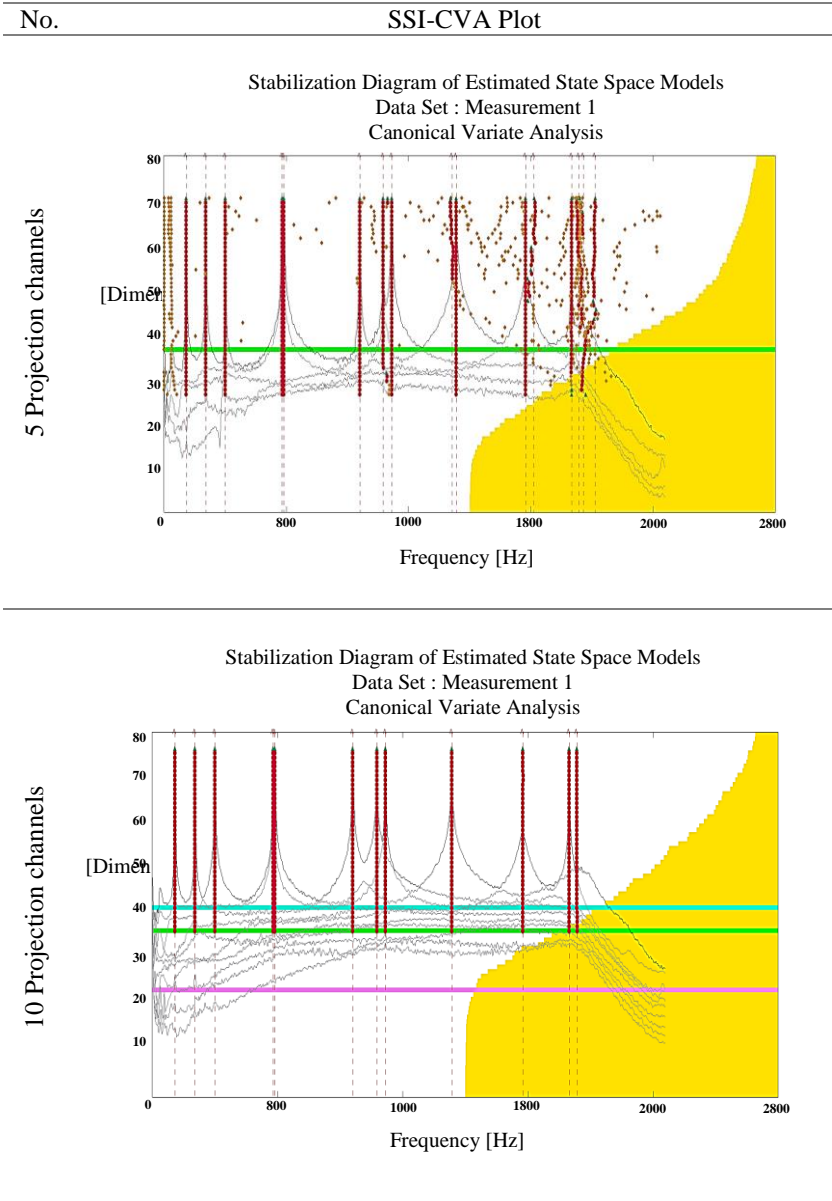 No. SSI-CVA Plot
5 Projection channels
Stabilization Diagram of Estimated State Space Models
Data Set : Measurement 1
Canonical Variate Analysis
80
70
60
50
[Dimen
40
30
20
10
0 800 1000 1800 2000 2800
Frequency [Hz]
10 Projection channels
Stabilization Diagram of Estimated State Space Models
Data Set : Measurement 1
Canonical Variate Analysis
80
70
60
50
[Dimen
40
30
20
10
0 800 1000 1800 2000 2800
Frequency [Hz]